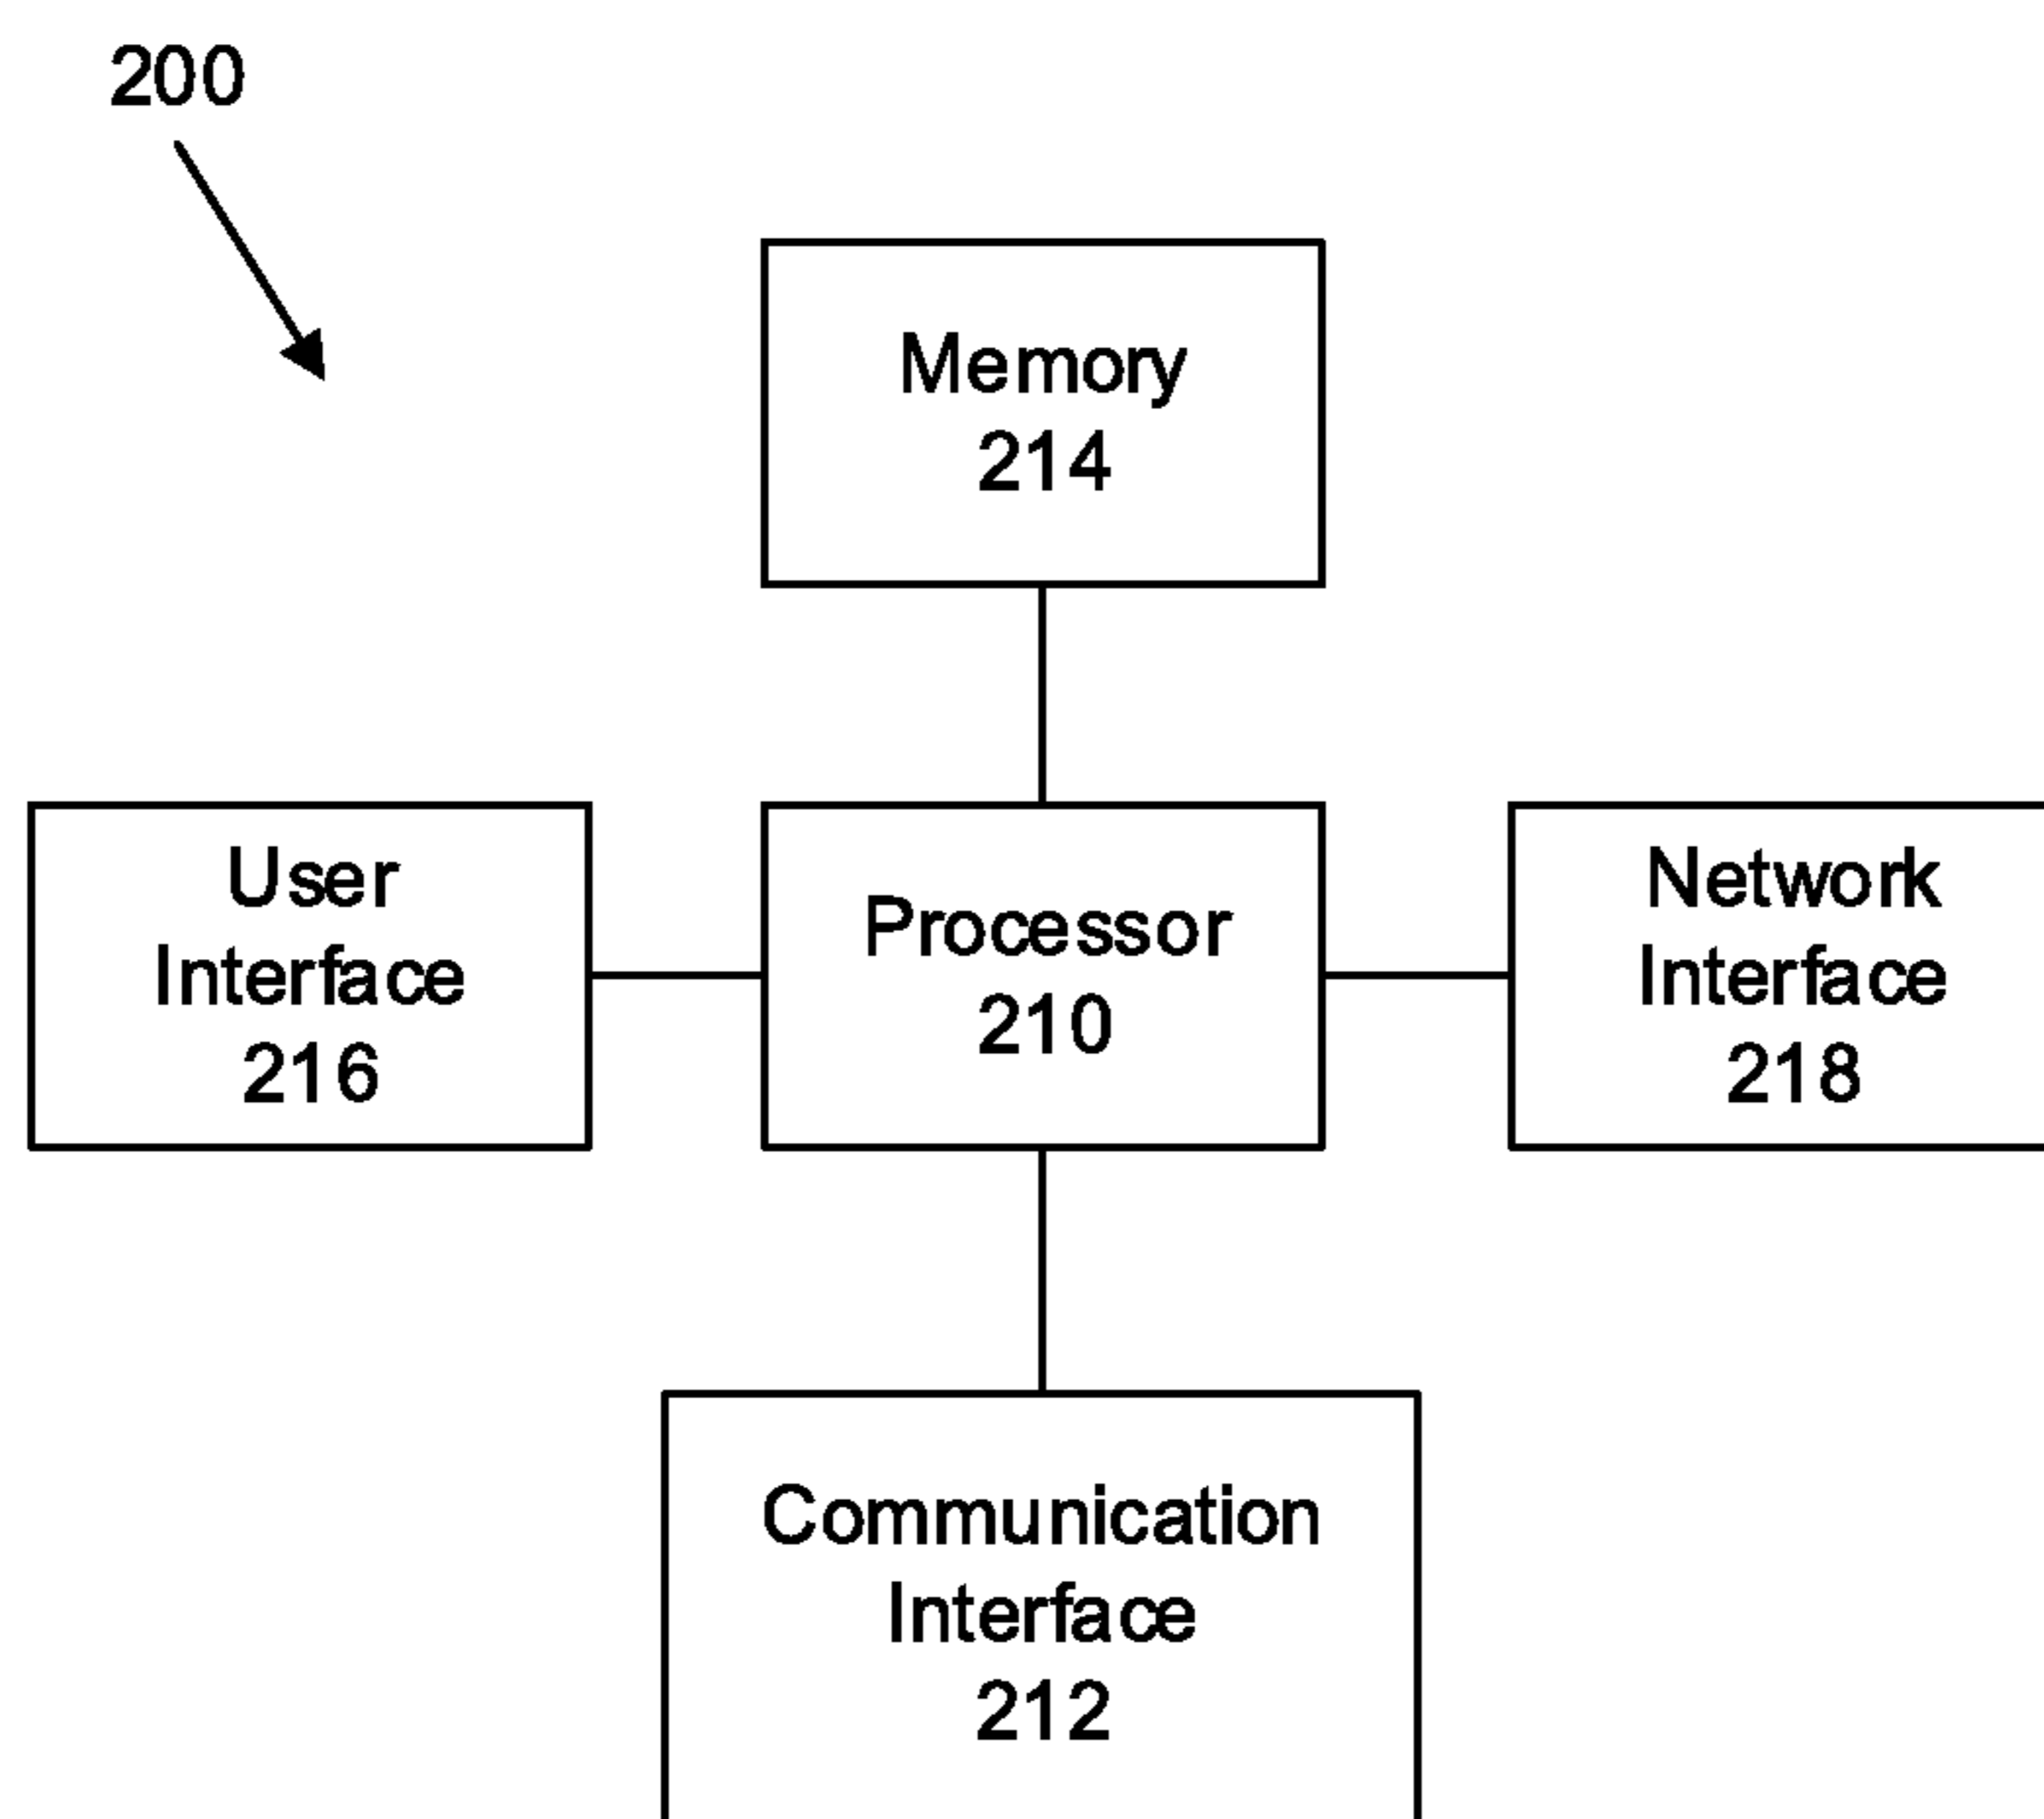 200
Memory
214
User
Interface
216
Processor
210
Network
Interface
218
Communication
Interface
212